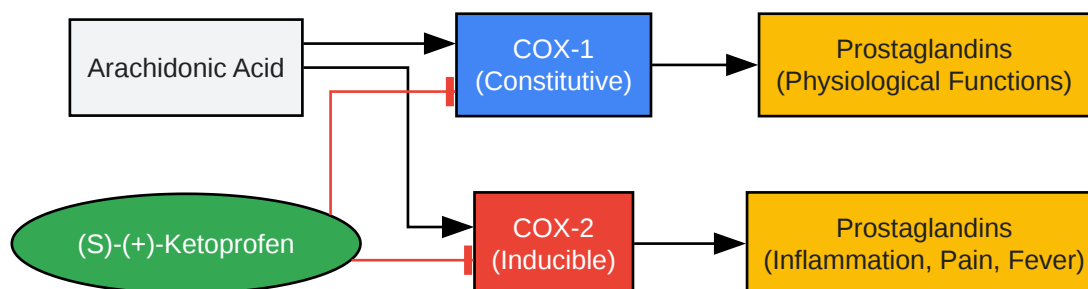 Arachidonic Acid
COX-1
(Constitutive)
Prostaglandins
(Physiological Functions)
(S)-(+)-Ketoprofen
COX-2
(Inducible)
Prostaglandins
(Inflammation, Pain, Fever)